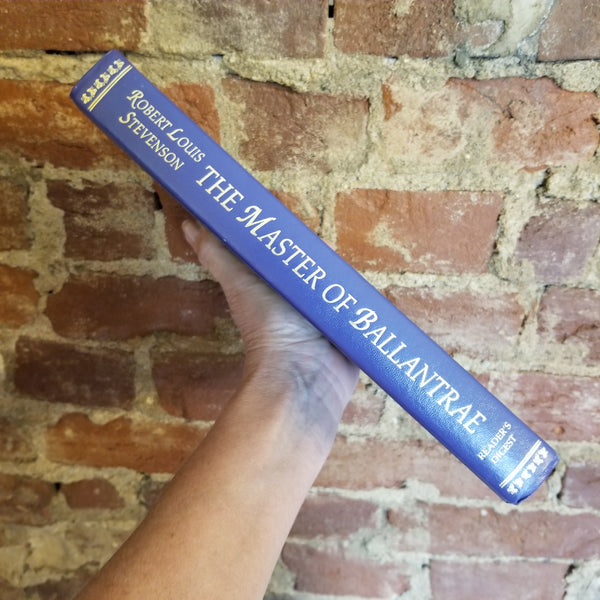 ROBERT LOUIS
STEVENSON
THE MASTER OF BALLANTRAE
READER'S
DIGEST